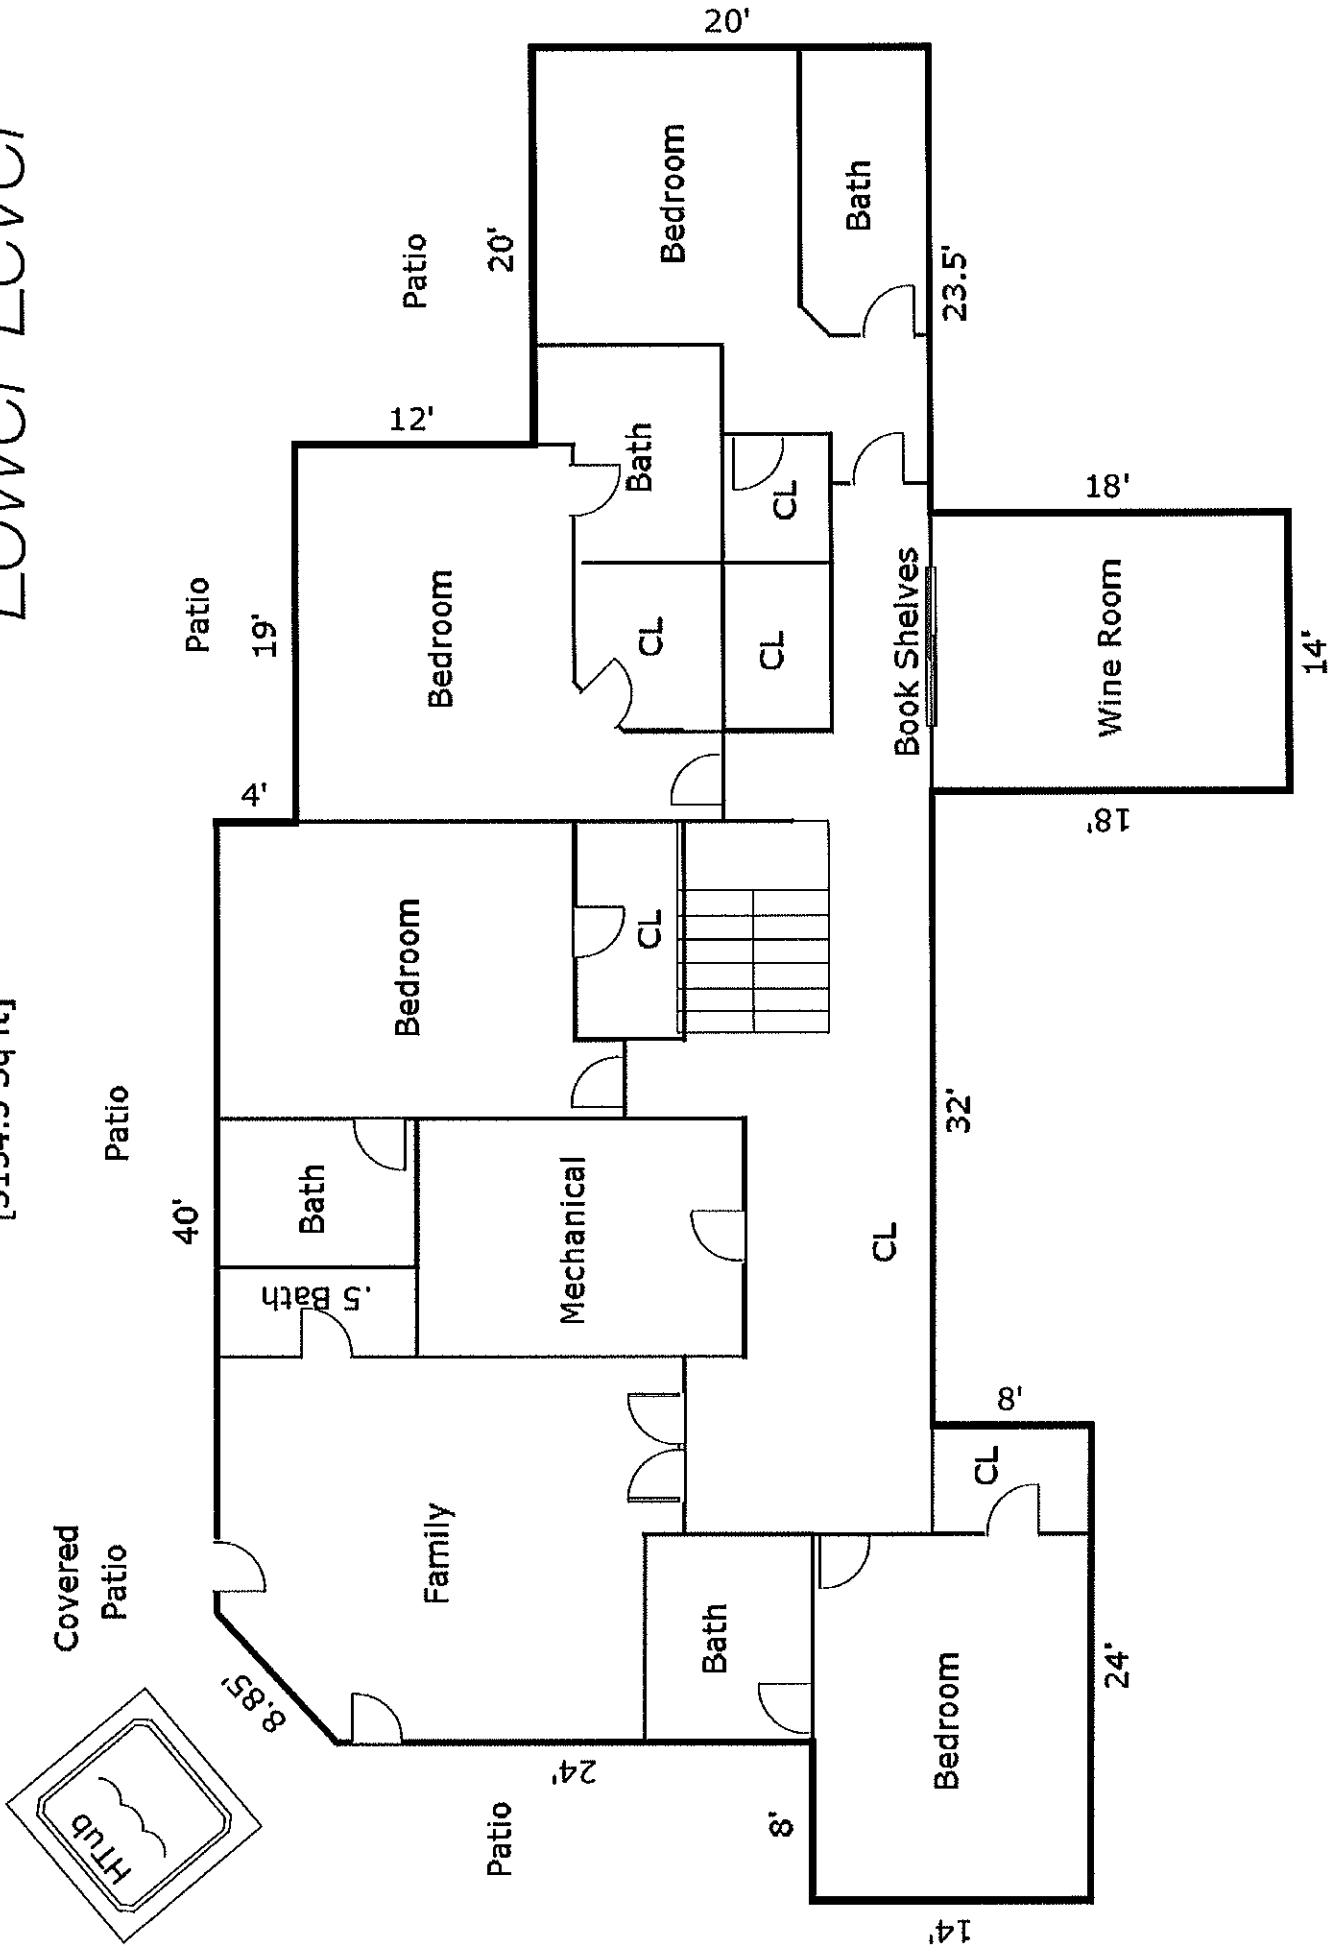 Lower Level
[3154.5 Sq ft]
Covered
Patio
HTub
Patio
Patio
Patio
Patio
40'
4'
19'
12'
20'
20'
23.5'
18'
14'
18'
32'
8'
24'
14'
8'
24'
8.85'
Family
.5 Bath
Bath
Mechanical
Bedroom
CL
Bedroom
CL
CL
CL
Bath
Bedroom
Bath
Book Shelves
Wine Room
CL
CL
Bath
Bedroom